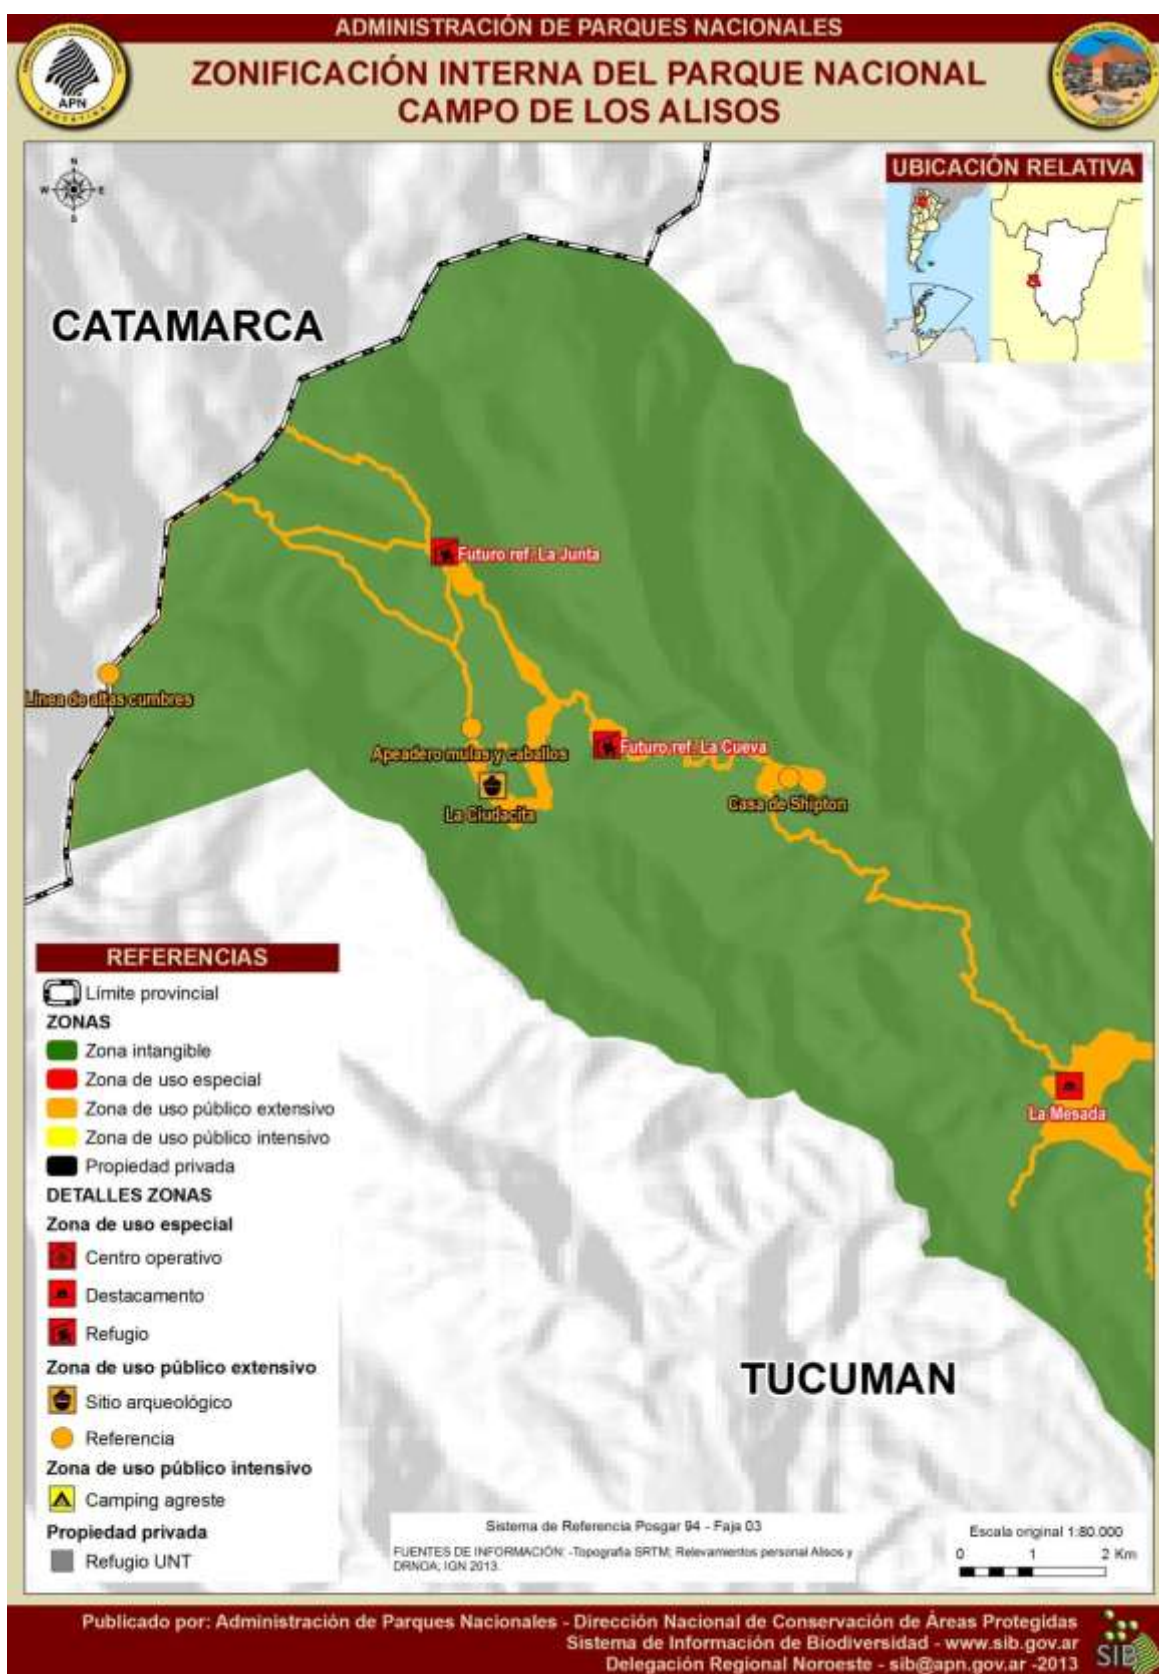 ADMINISTRACIÓN DE PARQUES NACIONALES
APN
ARGENTINA
ZONIFICACIÓN INTERNA DEL PARQUE NACIONAL
CAMPO DE LOS ALISOS
N
W
E
S
UBICACIÓN RELATIVA
CATAMARCA
Futuro ref. La Junta
Línea de altas cumbres
Apeadero mulas y caballos
Futuro ref. La Cueva
La Ciudacita
Casa de Shipton
La Mesada
TUCUMAN
REFERENCIAS
Límite provincial
ZONAS
Zona intangible
Zona de uso especial
Zona de uso público extensivo
Zona de uso público intensivo
Propiedad privada
DETALLES ZONAS
Zona de uso especial
Centro operativo
Destacamento
Refugio
Zona de uso público extensivo
Sitio arqueológico
Referencia
Zona de uso público intensivo
Camping agreste
Propiedad privada
Refugio UNT
Sistema de Referencia Posgar 94 - Faja 03
FUENTES DE INFORMACIÓN: -Topografía SRTM; Relevamientos personal Alisos y
DRNOA; IGN 2013.
Escala original 1:80.000
0 1 2 Km
Publicado por: Administración de Parques Nacionales - Dirección Nacional de Conservación de Áreas Protegidas
Sistema de Información de Biodiversidad - www.sib.gov.ar
Delegación Regional Noroeste - sib@apn.gov.ar -2013
SIB